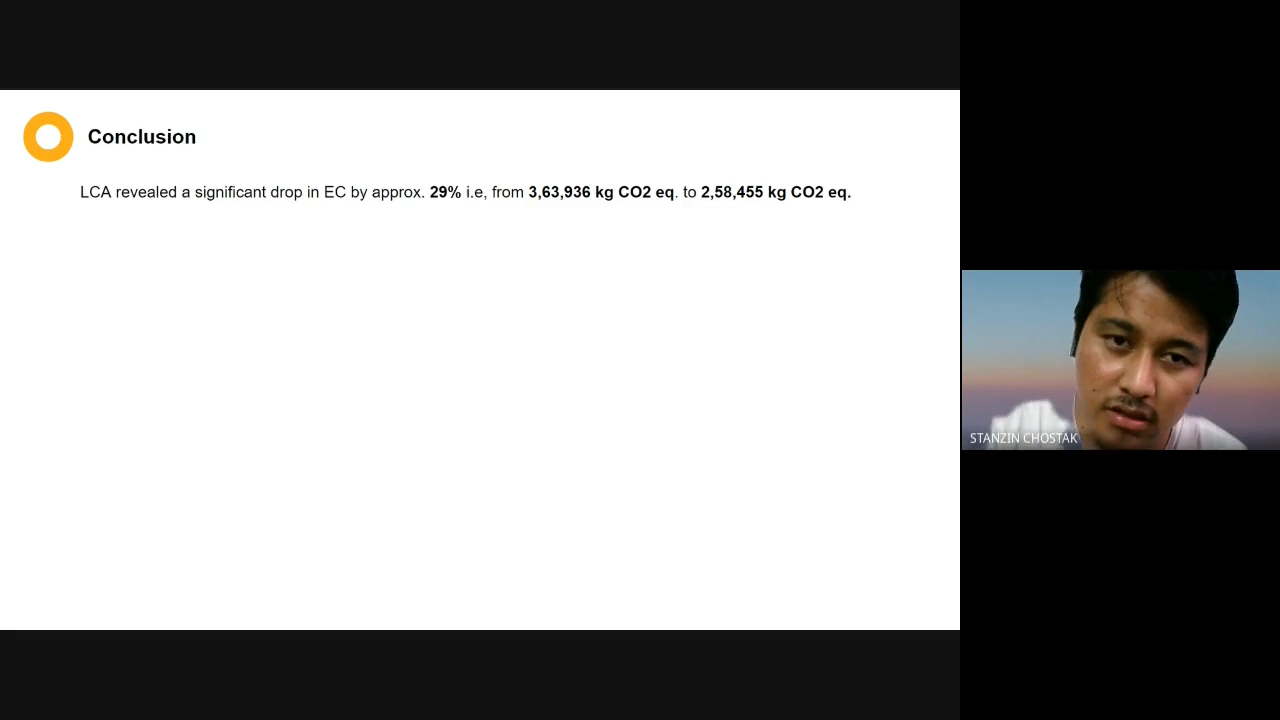 Conclusion
LCA revealed a significant drop in EC by approx. 29% i.e, from 3,63,936 kg CO2 eq. to 2,58,455 kg CO2 eq.
STANZIN CHOSTAK